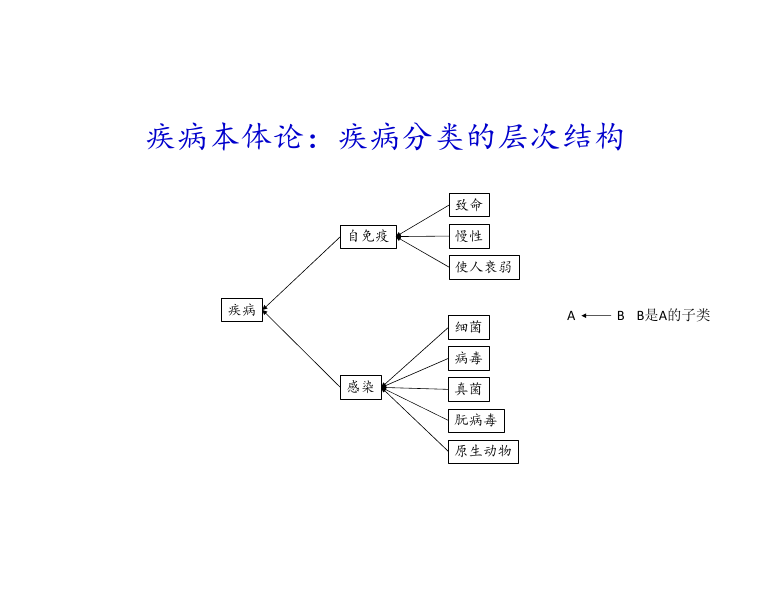 疾病本体论：疾病分类的层次结构
致命
自免疫
慢性
使人衰弱
疾病
A B B是A的子类
细菌
病毒
感染
真菌
朊病毒
原生动物